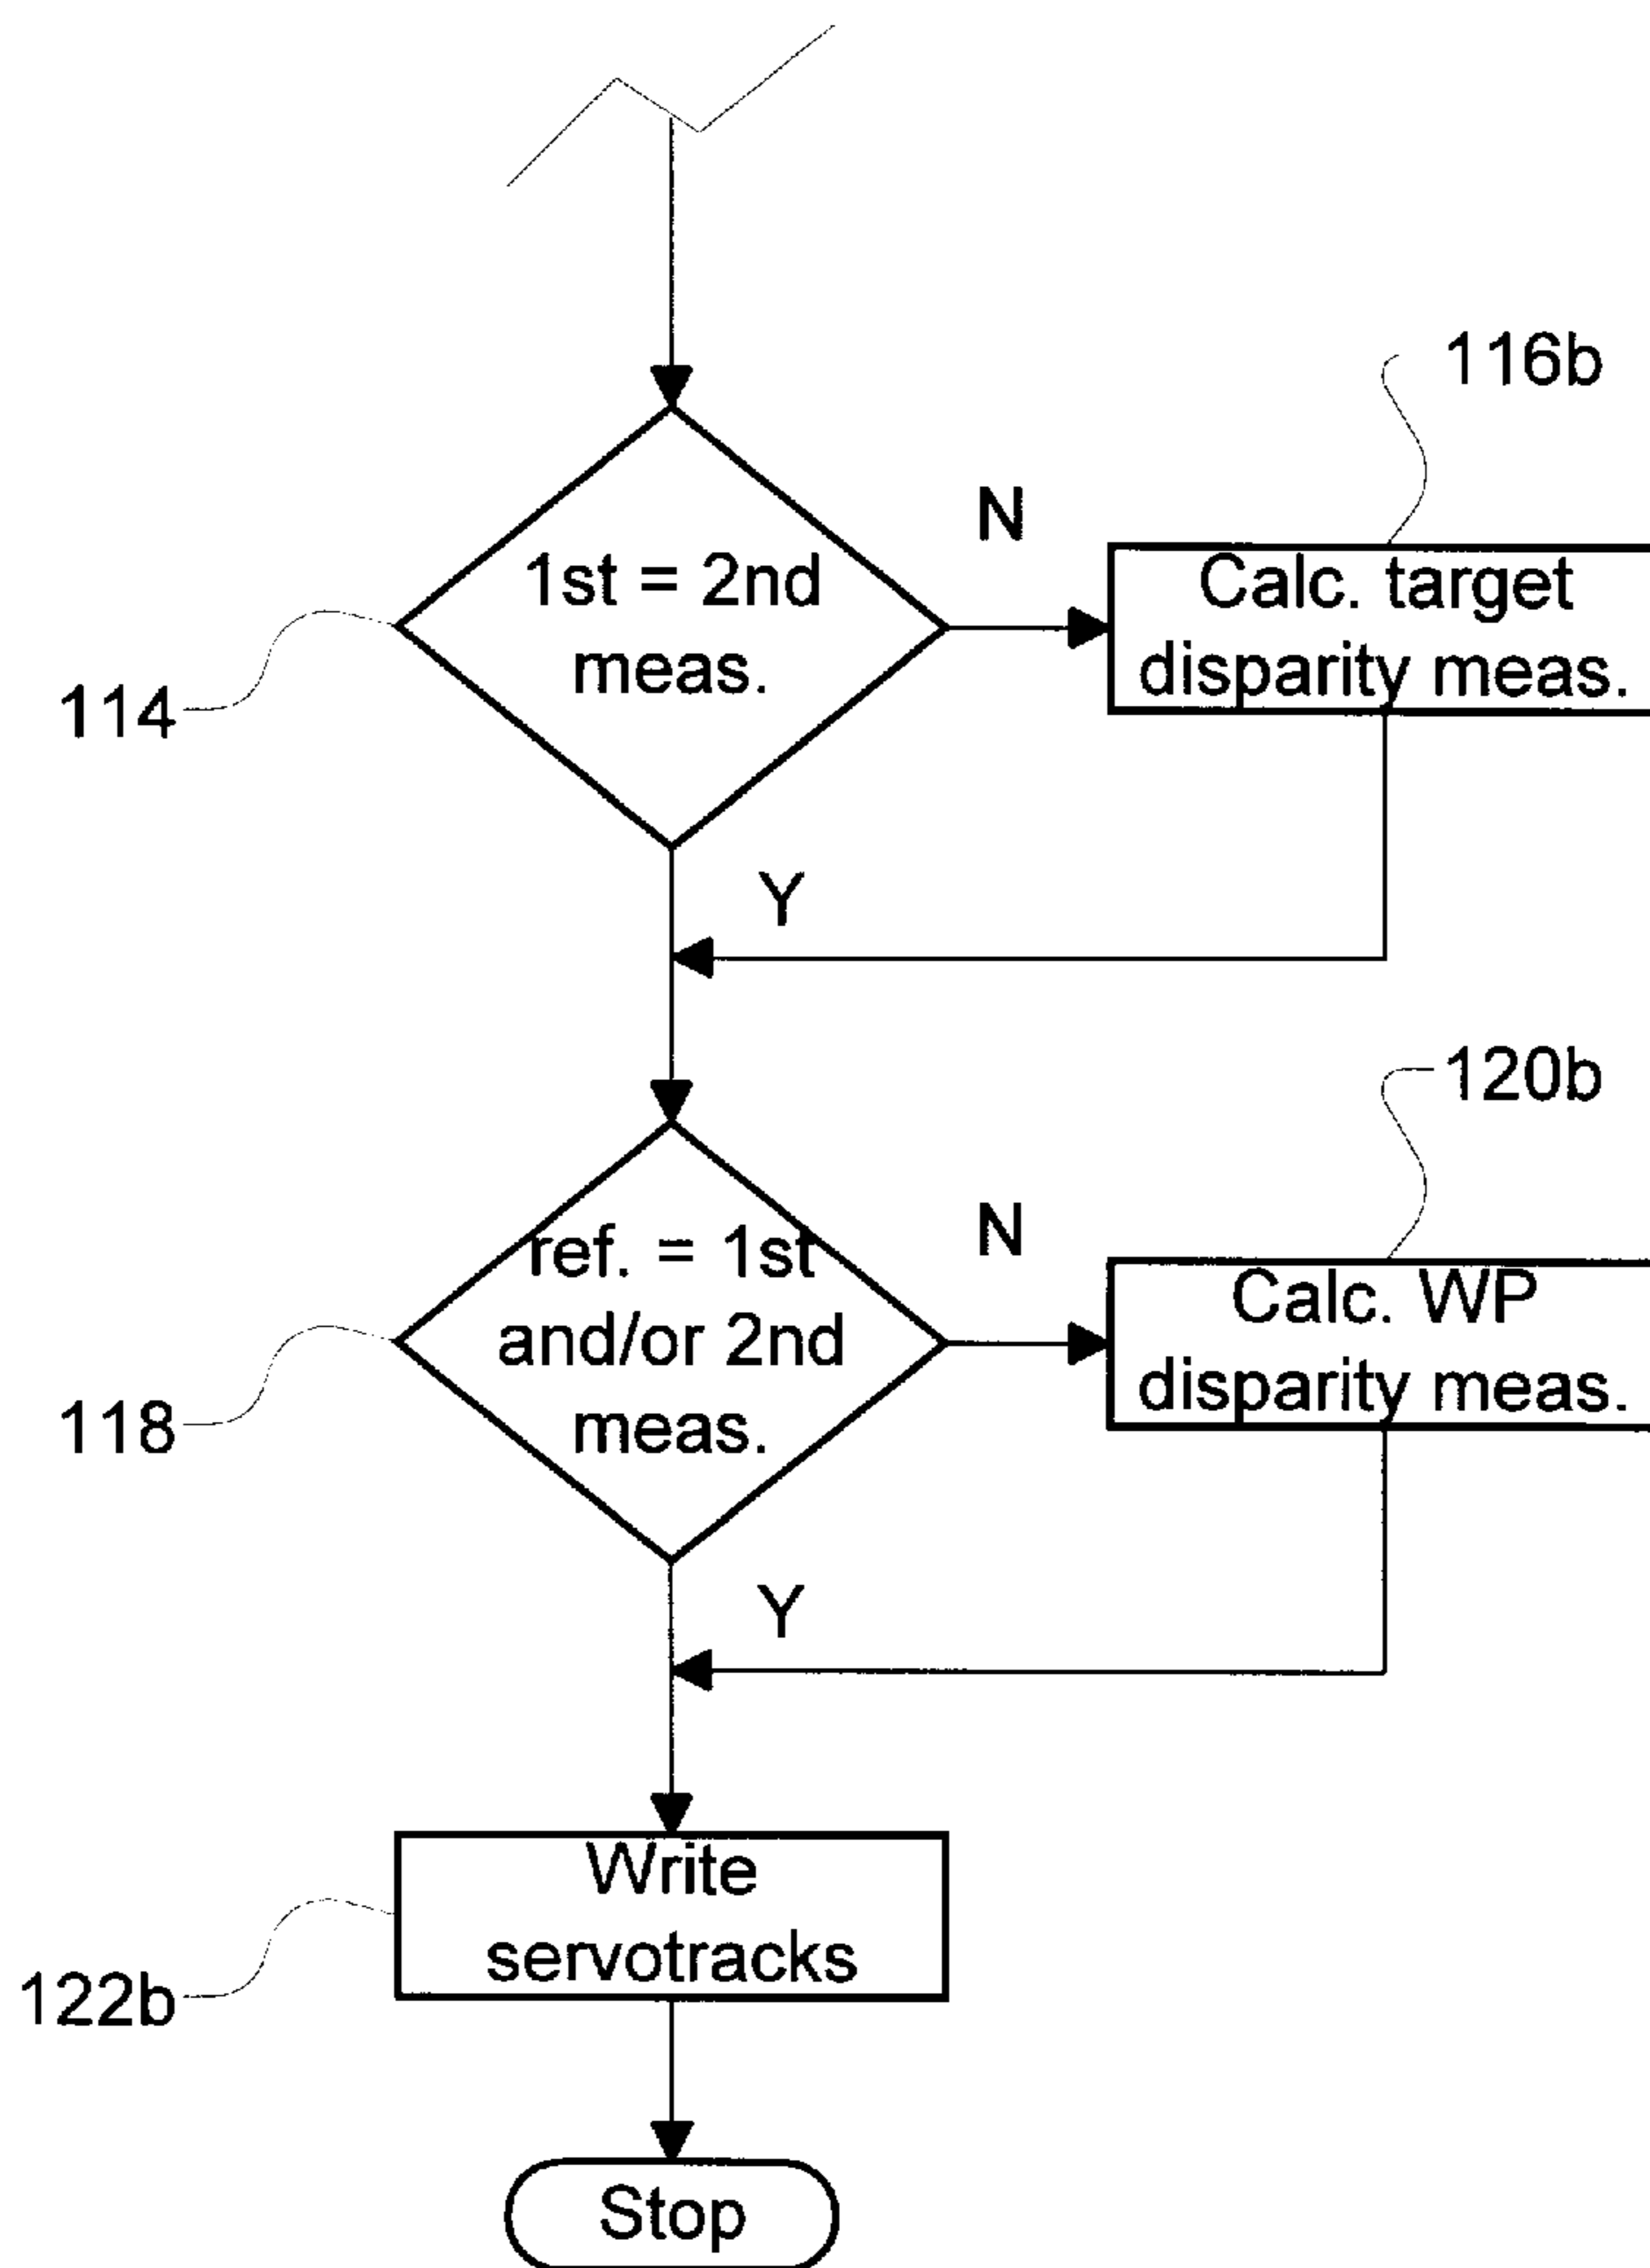 116b
N
1st = 2nd
meas.
Calc. target
disparity meas.
114
Y
120b
N
ref. = 1st
and/or 2nd
meas.
Calc. WP
disparity meas.
118
Y
Write
servotracks
122b
Stop